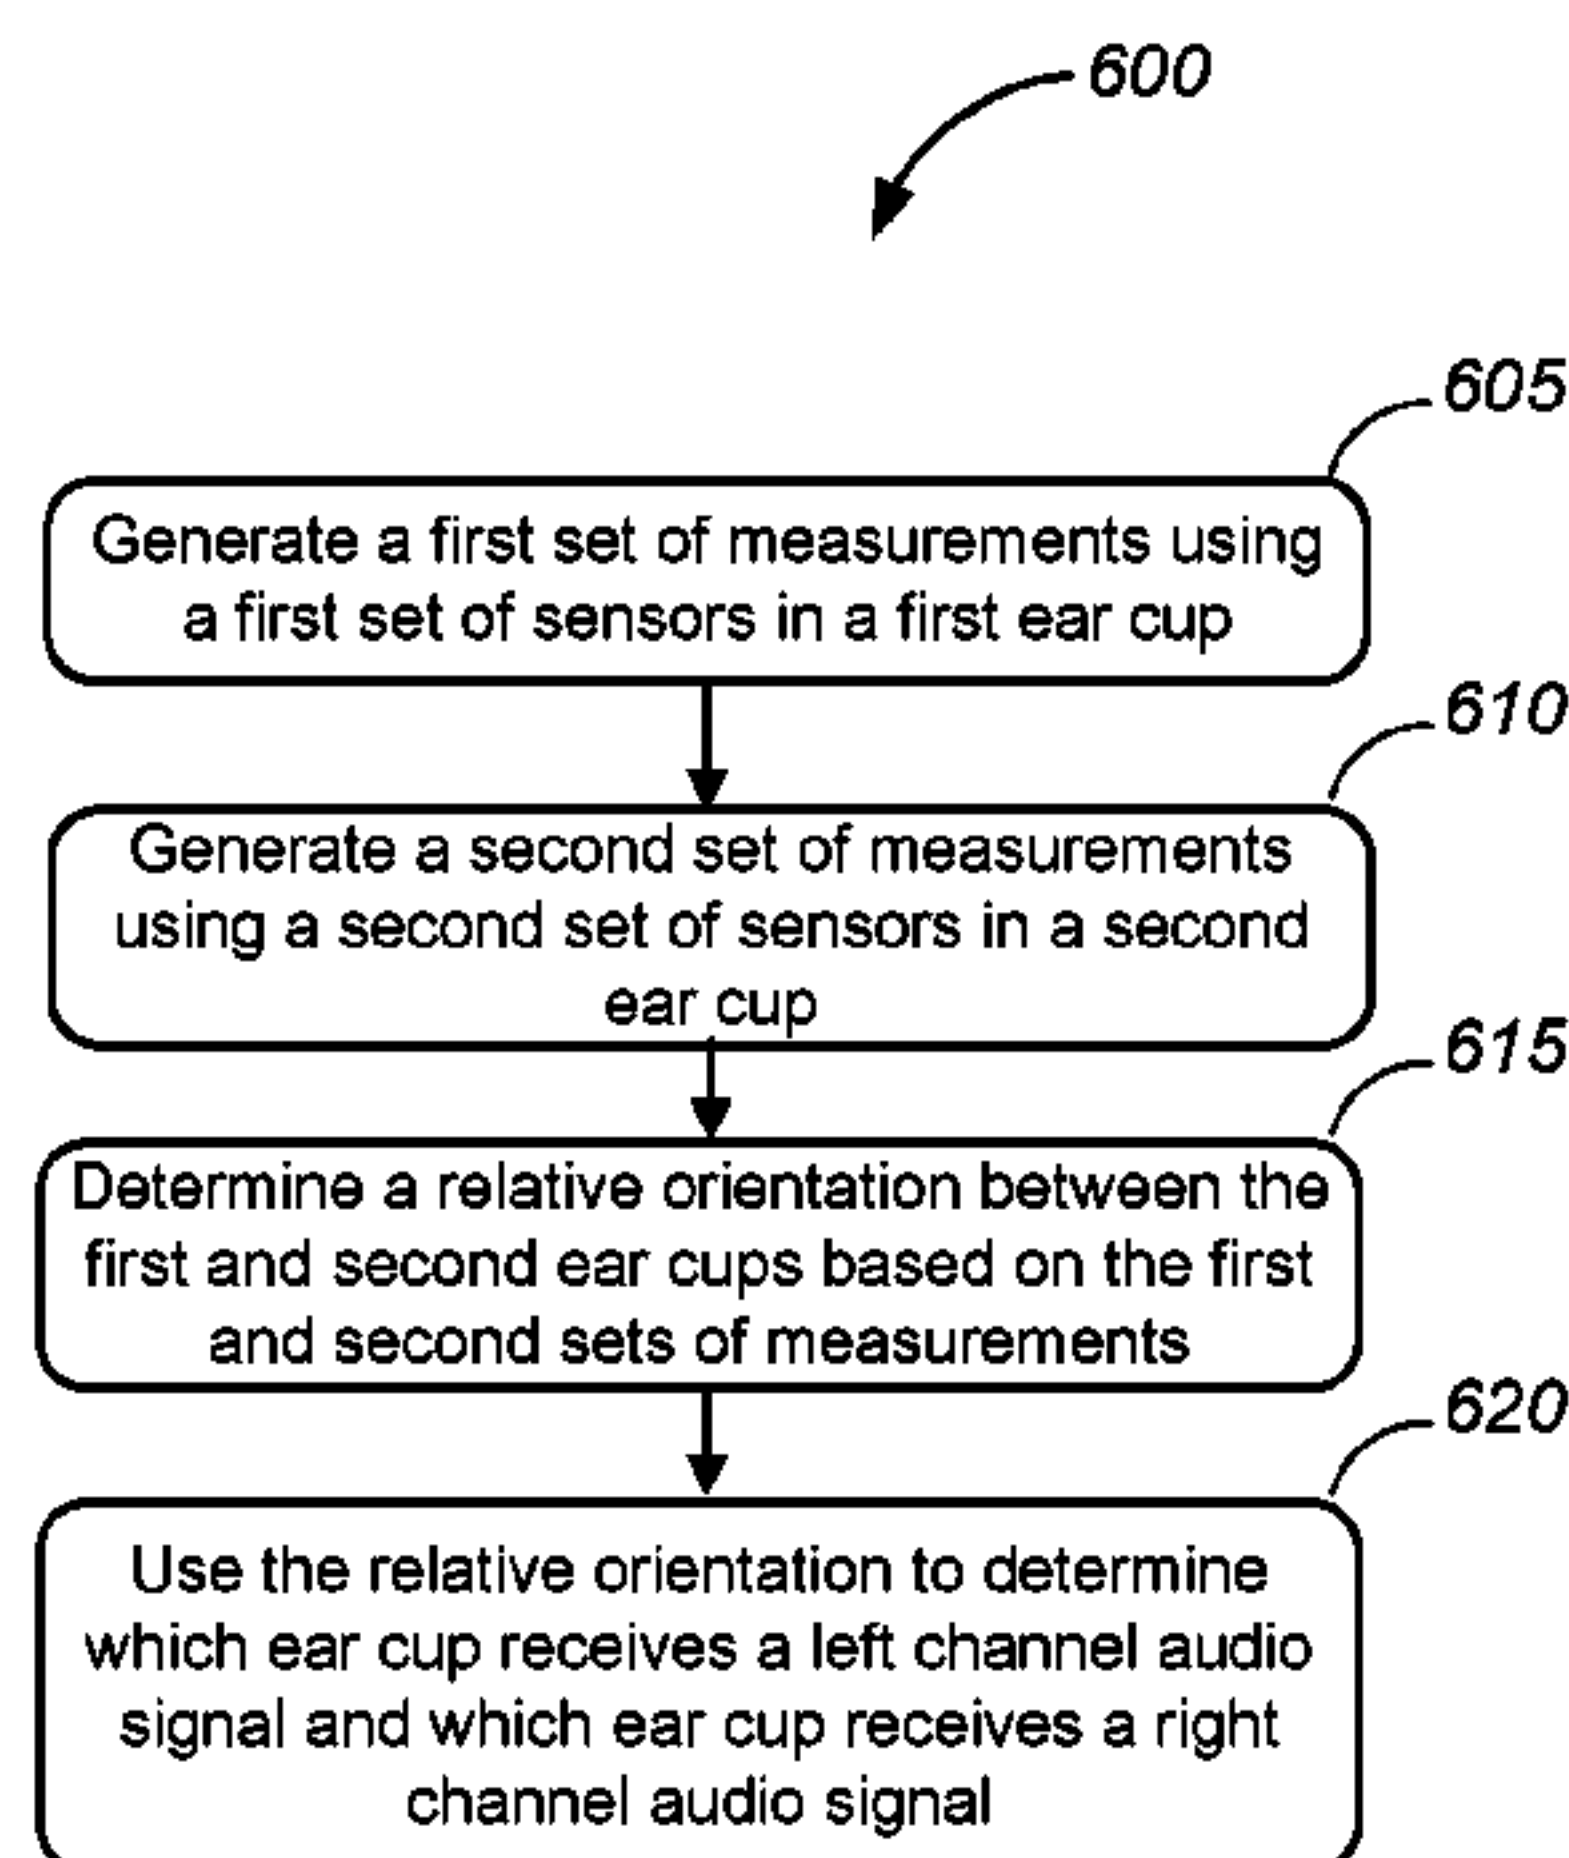 600
605
Generate a first set of measurements using
a first set of sensors in a first ear cup
610
Generate a second set of measurements
using a second set of sensors in a second
ear cup
615
Determine a relative orientation between the
first and second ear cups based on the first
and second sets of measurements
620
Use the relative orientation to determine
which ear cup receives a left channel audio
signal and which ear cup receives a right
channel audio signal